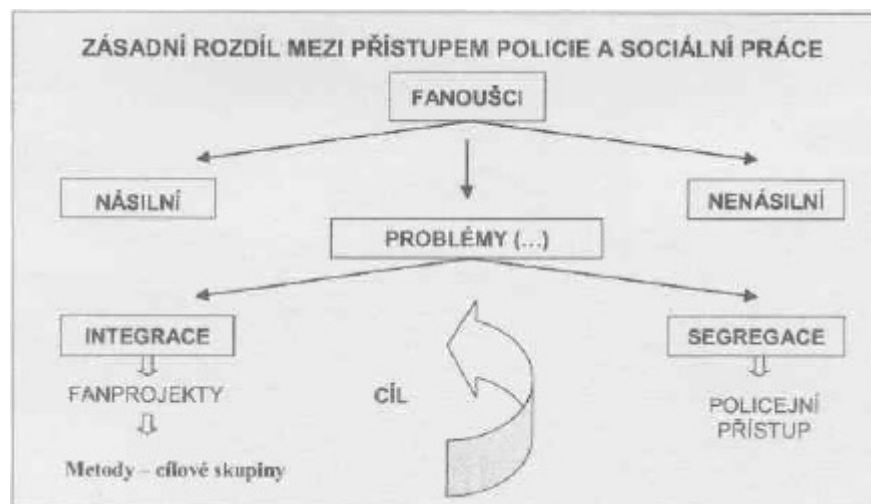 ZÁSADNÍ ROZDÍL MEZI PŘÍSTUPEM POLICIE A SOCIÁLNÍ PRÁCE
FANOUŠCI
NÁSILNÍ
NENÁSILNÍ
PROBLÉMY (...)
INTEGRACE
SEGREGACE
FANPROJEKTY
CÍL
POLICEJNÍ
PŘÍSTUP
Metody – cílové skupiny